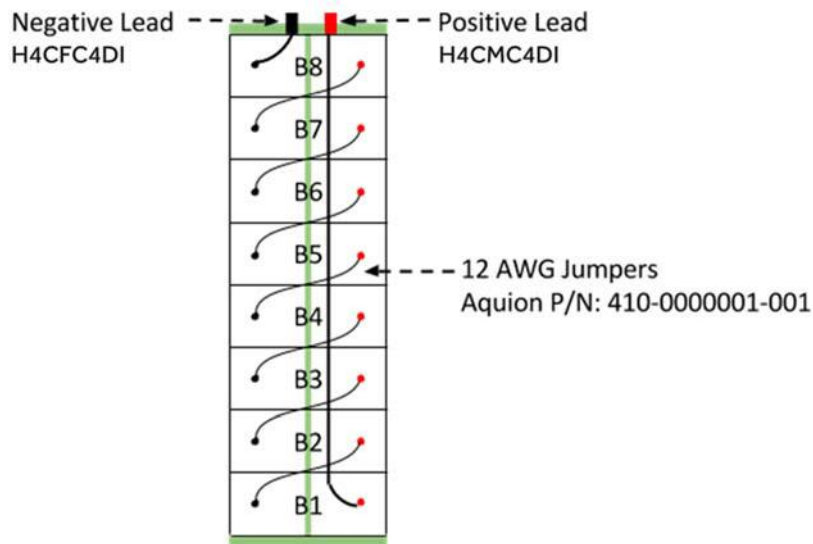 Negative Lead
H4CFC4DI
Positive Lead
H4CMC4DI
B8
B7
B6
B5
12 AWG Jumpers
Aquion P/N: 410-0000001-001
B4
B3
B2
B1